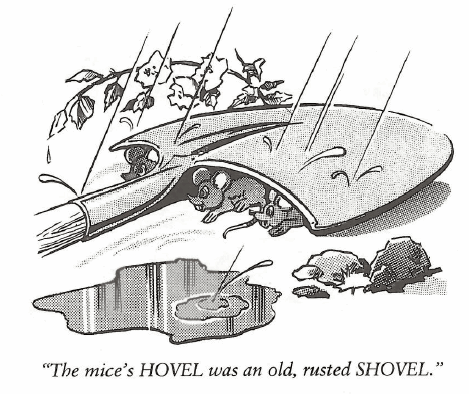 “The mice’s HOVEL was an old, rusted SHOVEL.”